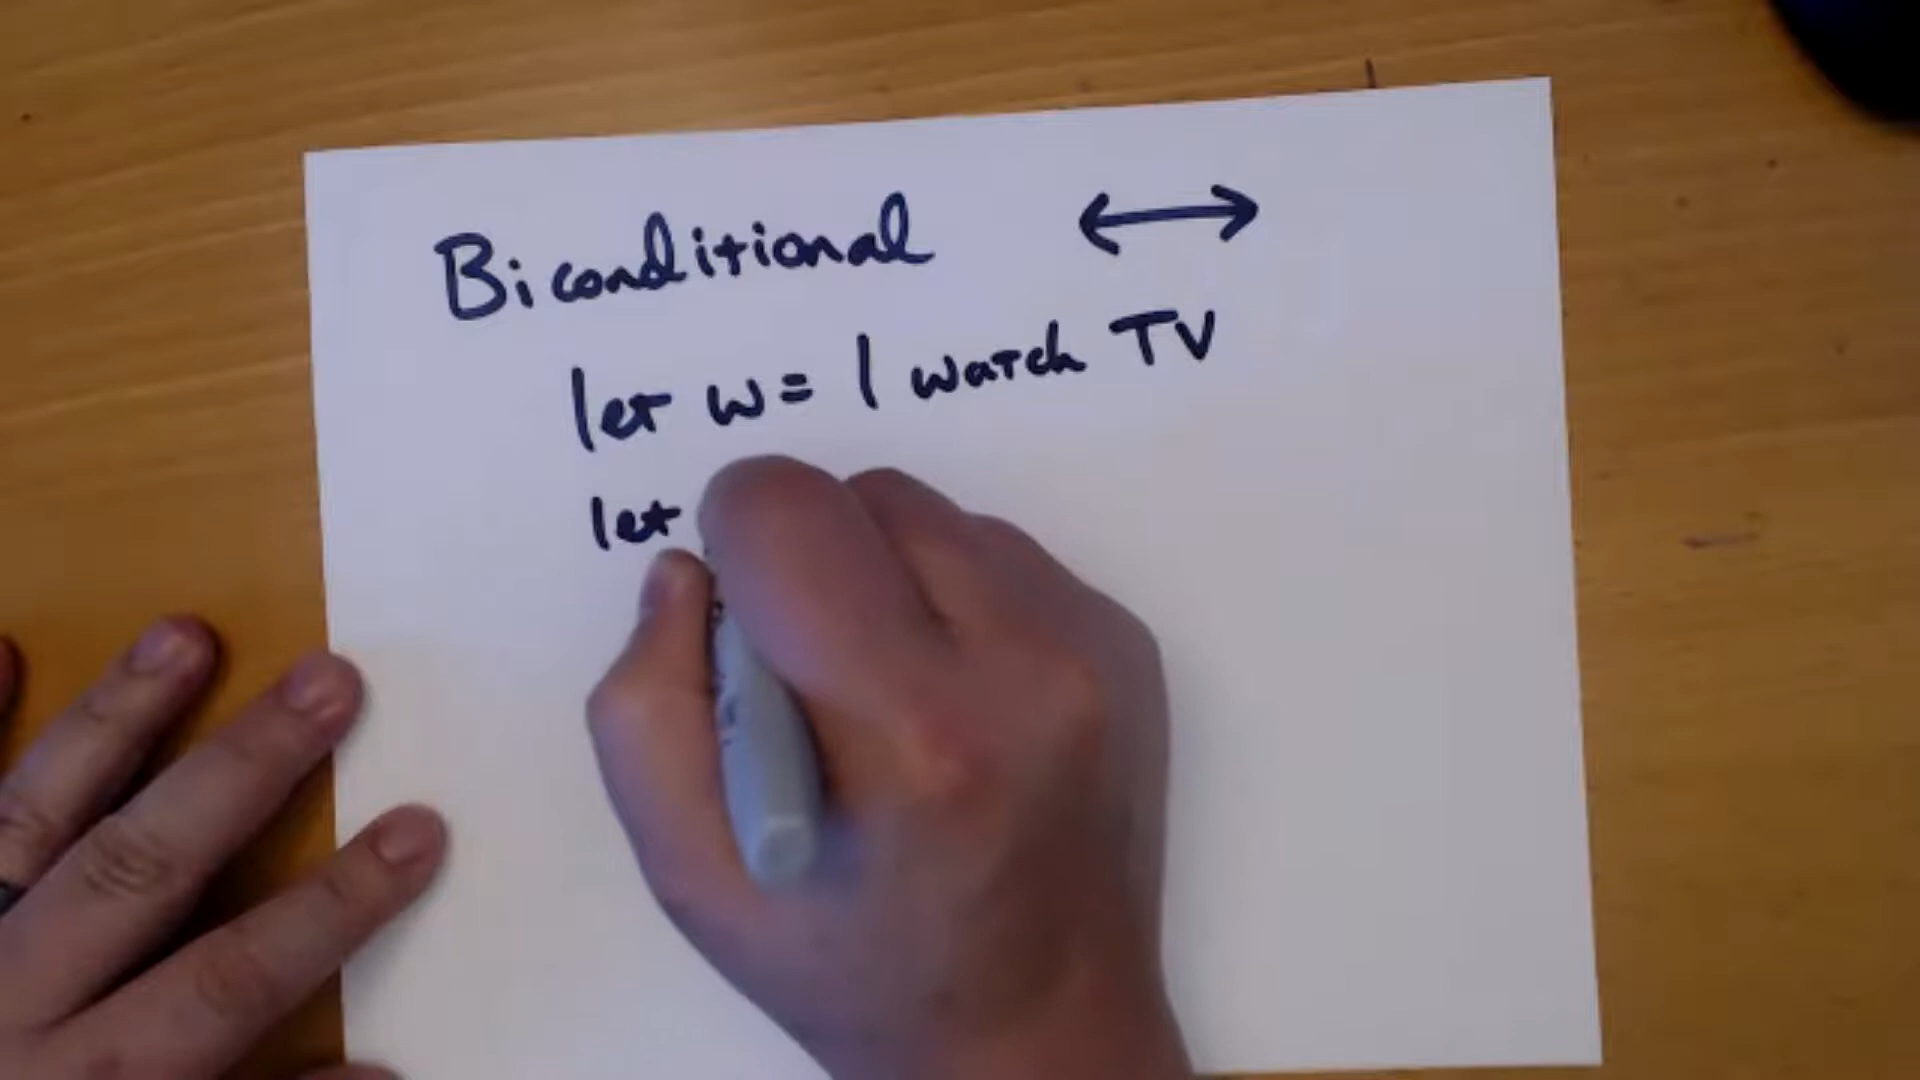 Biconditional ↔
let w = I watch TV
let